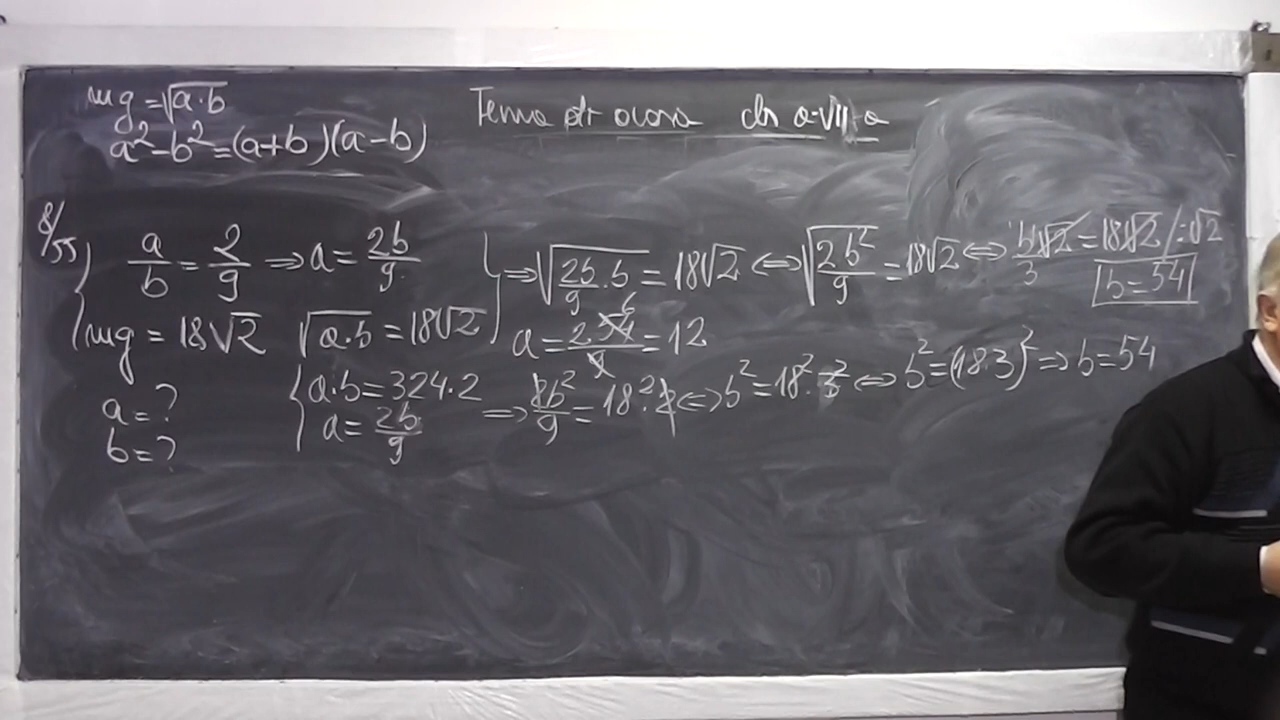 mg = √(a·b)
a² - b² = (a+b)(a-b)
Tema de acasă cls a-VII-a
8/55
a/b = 2/9 ⇒ a = 2b/9
mg = 18√2   √(a·b) = 18√2
⇒ √(2b/9 · b) = 18√2 ⇔ √(2b²/9) = 18√2 ⇔ b√2/3 = 18√2 /:√2
b = 54
a = 2·54/9 = 12
6
a = ?
b = ?
a·b = 324·2
a = 2b/9
⇒ 2b²/9 = 18²·2 ⇔ b² = 18²·3² ⇔ b² = (18·3)² ⇒ b = 54